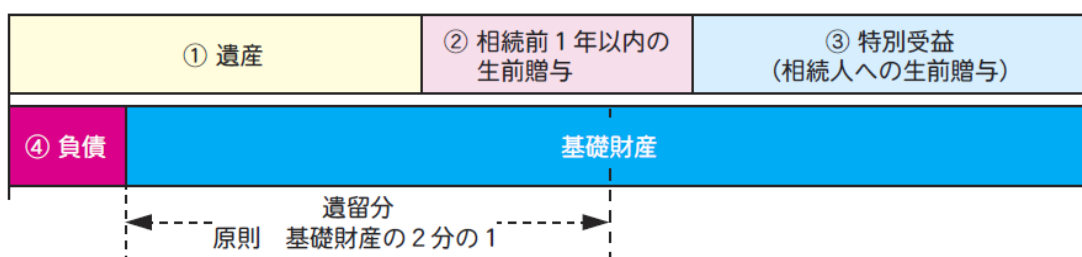 ① 遺産
② 相続前1年以内の
生前贈与
③ 特別受益
(相続人への生前贈与)
④ 負債
基礎財産
遺留分
原則　基礎財産の2分の1